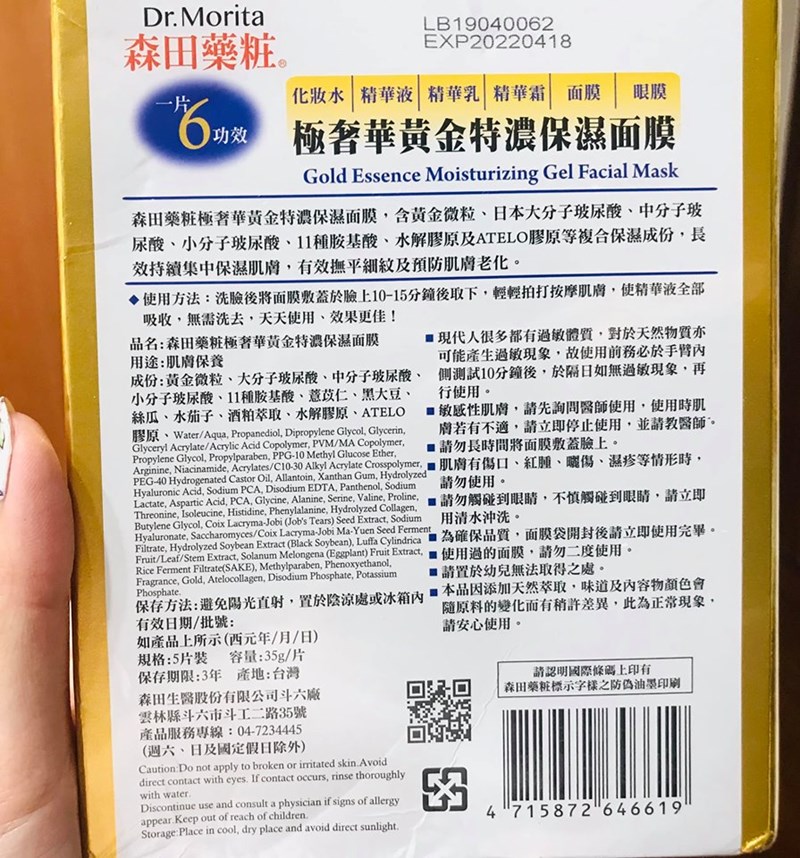 Dr.Morita
森田藥粧®
LB19040062
EXP20220418
一片6功效
化妝水 | 精華液 | 精華乳 | 精華霜 | 面膜 | 眼膜
極奢華黃金特濃保濕面膜
Gold Essence Moisturizing Gel Facial Mask
森田藥粧極奢華黃金特濃保濕面膜，含黃金微粒、日本大分子玻尿酸、中分子玻
尿酸、小分子玻尿酸、11種胺基酸、水解膠原及ATELO膠原等複合保濕成份，長
效持續集中保濕肌膚，有效撫平細紋及預防肌膚老化。
◆使用方法：洗臉後將面膜敷蓋於臉上10-15分鐘後取下，輕輕拍打按摩肌膚，使精華液全部
吸收，無需洗去，天天使用、效果更佳！
品名:森田藥粧極奢華黃金特濃保濕面膜
用途:肌膚保養
成份:黃金微粒、大分子玻尿酸、中分子玻尿酸、
小分子玻尿酸、11種胺基酸、薏苡仁、黑大豆、
絲瓜、水茄子、酒粕萃取、水解膠原、ATELO
膠原、Water/Aqua, Propanediol, Dipropylene Glycol, Glycerin,
Glyceryl Acrylate/Acrylic Acid Copolymer, PVM/MA Copolymer,
Propylene Glycol, Propylparaben, PPG-10 Methyl Glucose Ether,
Arginine, Niacinamide, Acrylates/C10-30 Alkyl Acrylate Crosspolymer,
PEG-40 Hydrogenated Castor Oil, Allantoin, Xanthan Gum, Hydrolyzed
Hyaluronic Acid, Sodium PCA, Disodium EDTA, Panthenol, Sodium
Lactate, Aspartic Acid, PCA, Glycine, Alanine, Serine, Valine, Proline,
Threonine, Isoleucine, Histidine, Phenylalanine, Hydrolyzed Collagen,
Butylene Glycol, Coix Lacryma-Jobi (Job's Tears) Seed Extract, Sodium
Hyaluronate, Saccharomyces/Coix Lacryma-Jobi Ma-Yuen Seed Ferment
Filtrate, Hydrolyzed Soybean Extract (Black Soybean), Luffa Cylindrica
Fruit/Leaf/Stem Extract, Solanum Melongena (Eggplant) Fruit Extract,
Rice Ferment Filtrate(SAKE), Methylparaben, Phenoxyethanol,
Fragrance, Gold, Atelocollagen, Disodium Phosphate, Potassium
Phosphate.
保存方法:避免陽光直射，置於陰涼處或冰箱內
有效日期/批號:
如產品上所示(西元年/月/日)
規格:5片裝 容量:35g/片
保存期限:3年 產地:台灣
森田生醫股份有限公司斗六廠
雲林縣斗六市斗工二路35號
產品服務專線：04-7234445
(週六、日及國定假日除外)
Caution:Do not apply to broken or irritated skin.Avoid
direct contact with eyes. If contact occurs, rinse thoroughly
with water.
Discontinue use and consult a physician if signs of allergy
appear.Keep out of reach of children.
Storage:Place in cool, dry place and avoid direct sunlight.
■現代人很多都有過敏體質，對於天然物質亦
可能產生過敏現象，故使用前務必於手臂內
側測試10分鐘後，於隔日如無過敏現象，再
行使用。
■敏感性肌膚，請先詢問醫師使用，使用時肌
膚若有不適，請立即停止使用，並請教醫師。
■請勿長時間將面膜敷蓋臉上。
■肌膚有傷口、紅腫、曬傷、濕疹等情形時，
請勿使用。
■請勿觸碰到眼睛，不慎觸碰到眼睛，請立即
用清水沖洗。
■為確保品質，面膜袋開封後請立即使用完畢。
■使用過的面膜，請勿二度使用。
■請置於幼兒無法取得之處。
■本品因添加天然萃取，味道及內容物顏色會
隨原料的變化而有稍許差異，此為正常現象，
請安心使用。
請認明國際條碼上印有
森田藥粧標示字樣之防偽油墨印刷
4 715872 646619